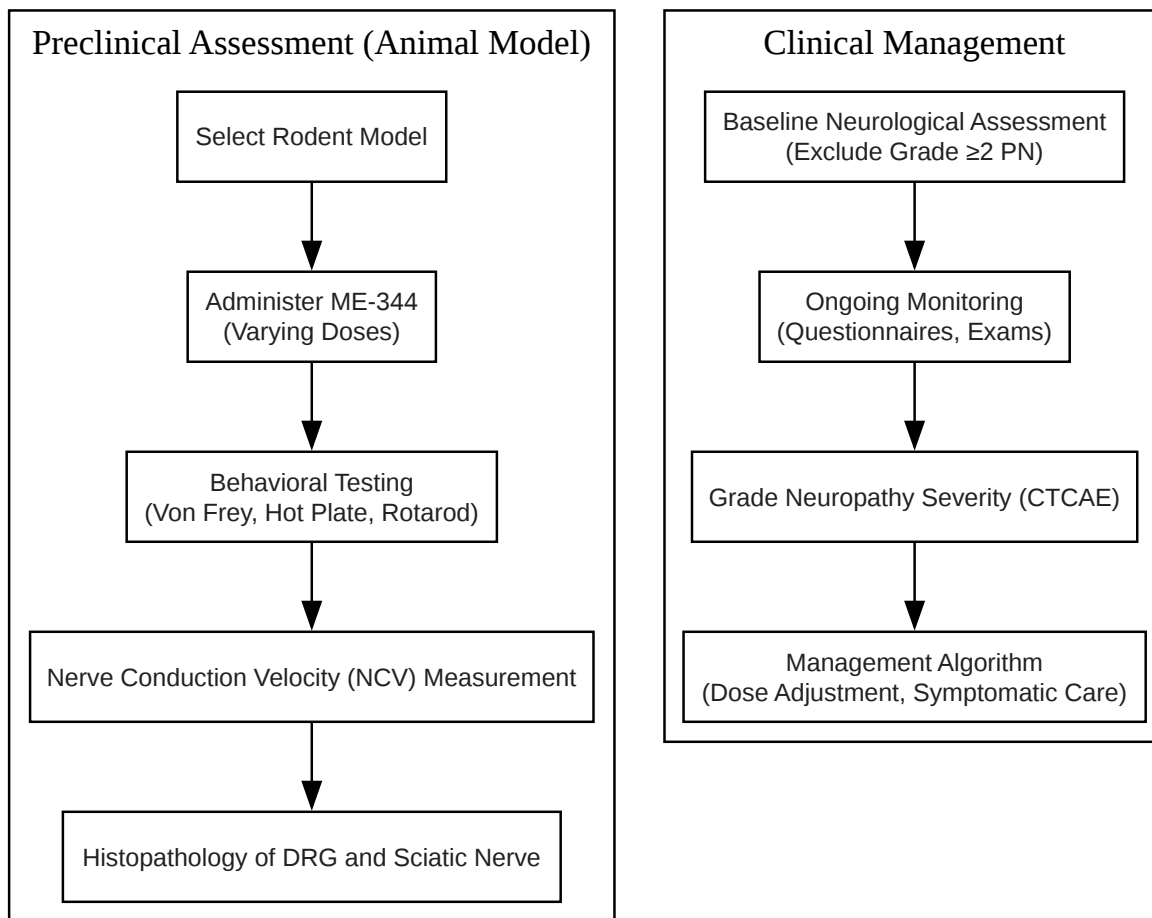 Preclinical Assessment (Animal Model)
Select Rodent Model
Administer ME-344
(Varying Doses)
Behavioral Testing
(Von Frey, Hot Plate, Rotarod)
Nerve Conduction Velocity (NCV) Measurement
Histopathology of DRG and Sciatic Nerve
Clinical Management
Baseline Neurological Assessment
(Exclude Grade ≥2 PN)
Ongoing Monitoring
(Questionnaires, Exams)
Grade Neuropathy Severity (CTCAE)
Management Algorithm
(Dose Adjustment, Symptomatic Care)